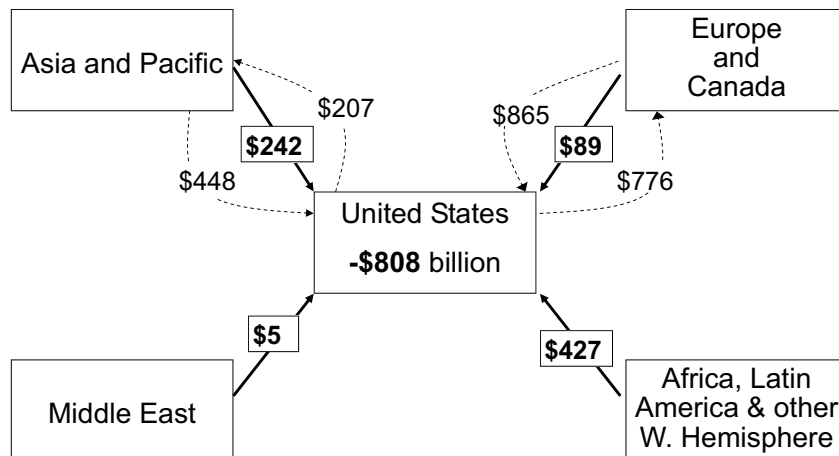 Asia and Pacific
Europe
and
Canada
$207
$865
$242
$89
$448
$776
United States
-$808 billion
$5
$427
Middle East
Africa, Latin
America & other
W. Hemisphere